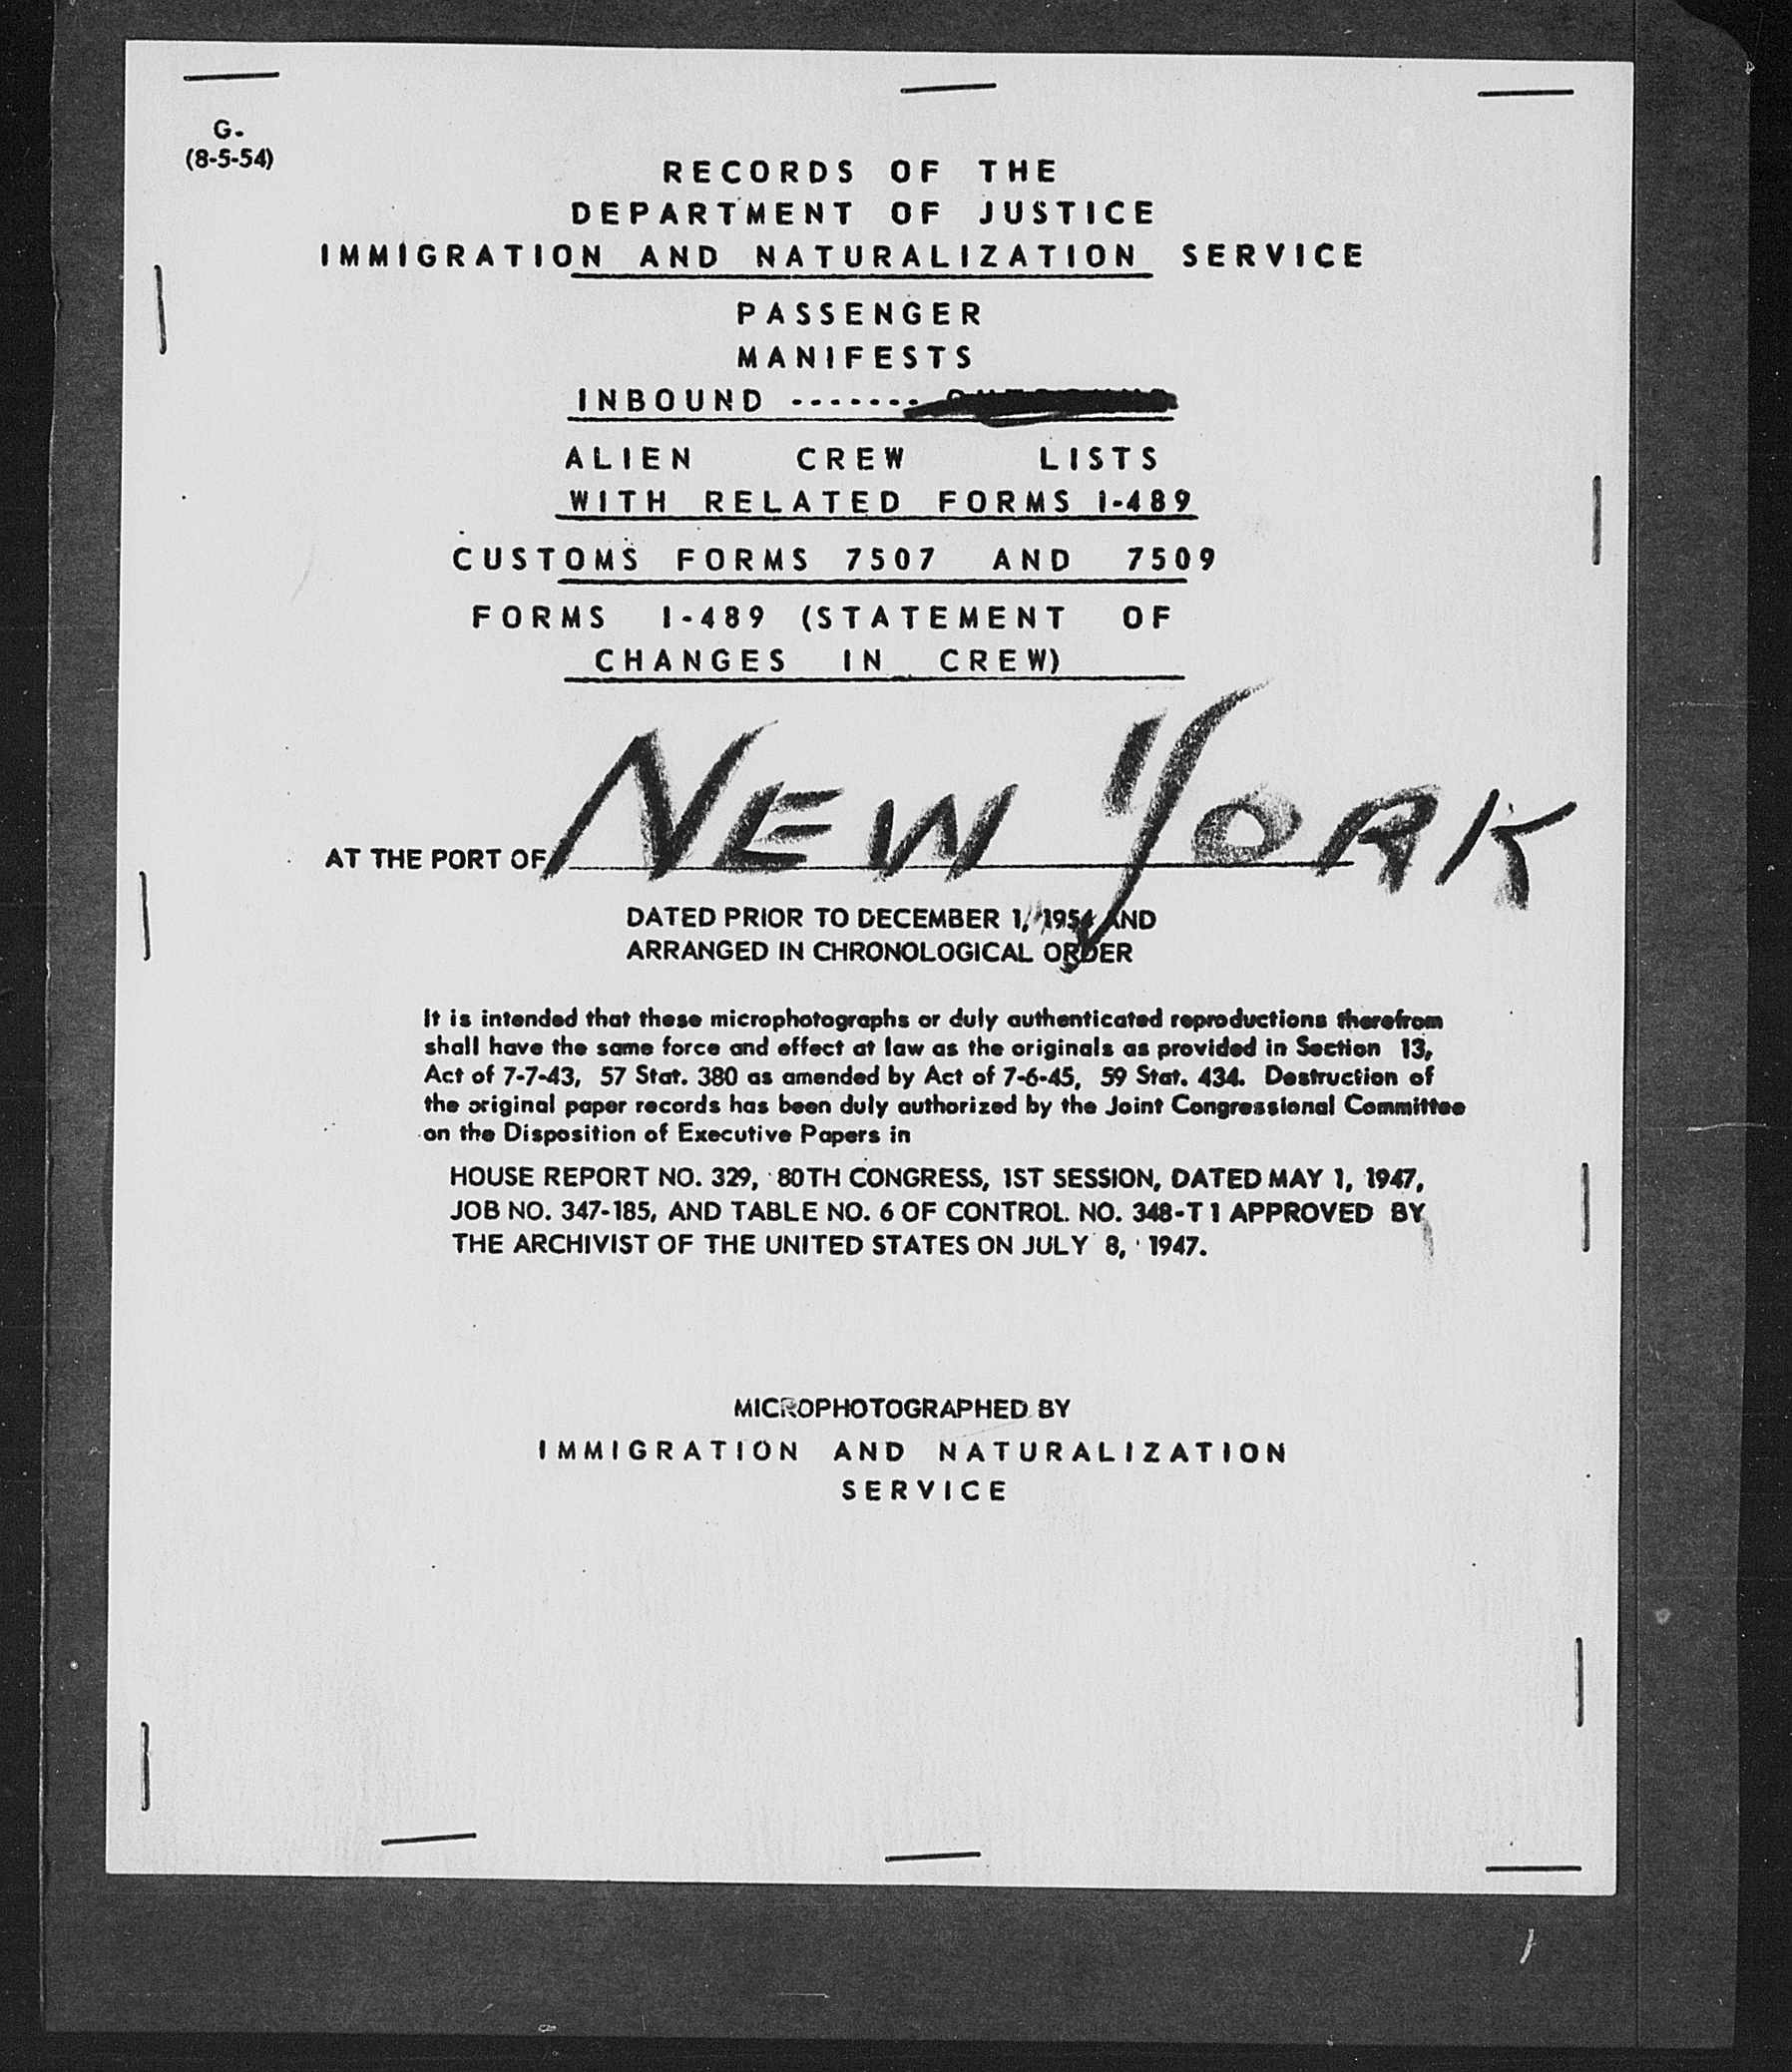 G-
(8-5-54)
RECORDS OF THE
DEPARTMENT OF JUSTICE
IMMIGRATION AND NATURALIZATION SERVICE
PASSENGER
MANIFESTS
INBOUND -------
ALIEN CREW LISTS
WITH RELATED FORMS I-489
CUSTOMS FORMS 7507 AND 7509
FORMS I-489 (STATEMENT OF
CHANGES IN CREW)
AT THE PORT OF NEW YORK
DATED PRIOR TO DECEMBER 1, 1954 AND
ARRANGED IN CHRONOLOGICAL ORDER
It is intended that these microphotographs or duly authenticated reproductions therefrom
shall have the same force and effect at law as the originals as provided in Section 13,
Act of 7-7-43, 57 Stat. 380 as amended by Act of 7-6-45, 59 Stat. 434. Destruction of
the original paper records has been duly authorized by the Joint Congressional Committee
on the Disposition of Executive Papers in
HOUSE REPORT NO. 329, 80TH CONGRESS, 1ST SESSION, DATED MAY 1, 1947,
JOB NO. 347-185, AND TABLE NO. 6 OF CONTROL NO. 348-T1 APPROVED BY
THE ARCHIVIST OF THE UNITED STATES ON JULY 8, 1947.
MICROPHOTOGRAPHED BY
IMMIGRATION AND NATURALIZATION
SERVICE